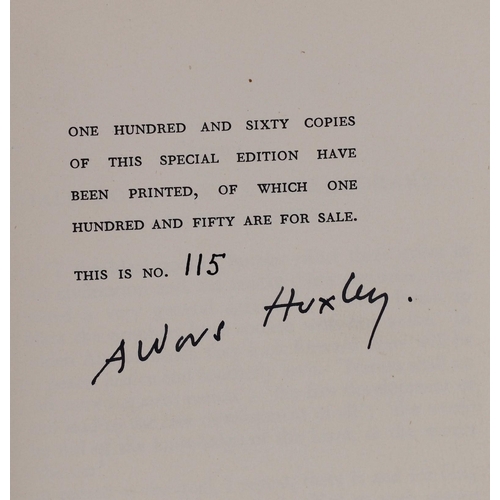 ONE HUNDRED AND SIXTY COPIES
OF THIS SPECIAL EDITION HAVE
BEEN PRINTED, OF WHICH ONE
HUNDRED AND FIFTY ARE FOR SALE.
THIS IS NO. 115
Aldous Huxley.